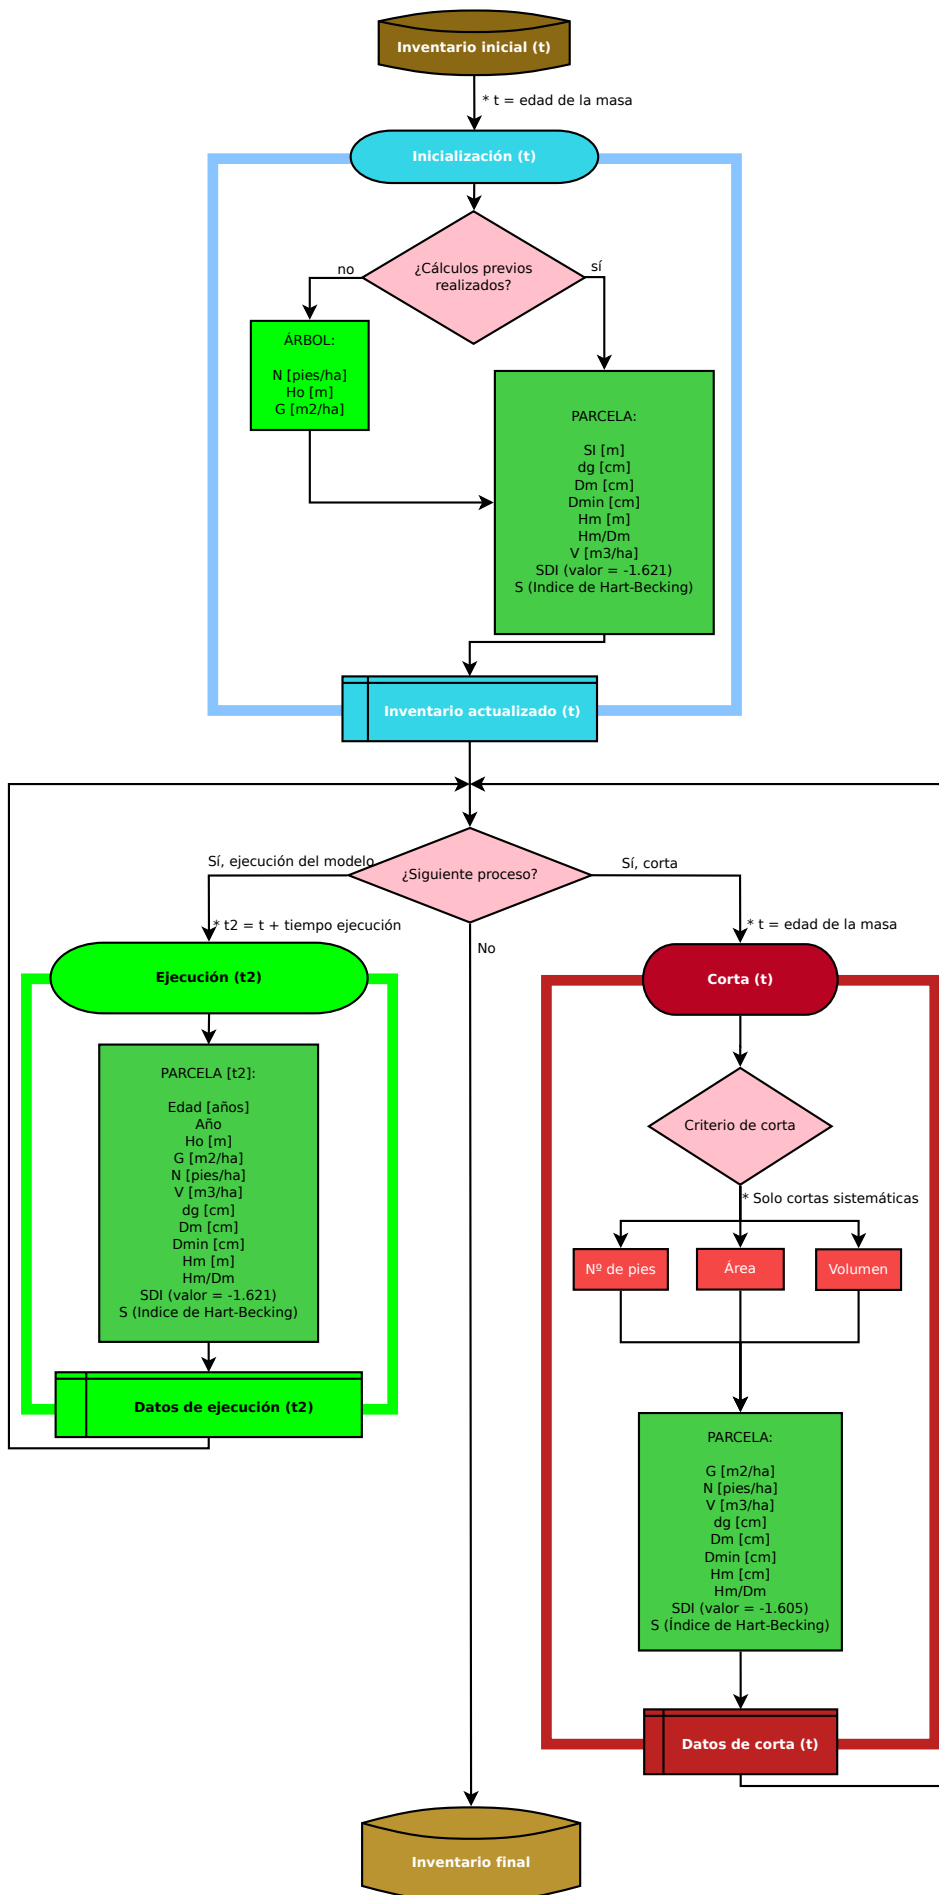 Inventario inicial (t)
* t = edad de la masa
Inicialización (t)
¿Cálculos previos
realizados?
no
sí
ÁRBOL:
N [pies/ha]
Ho [m]
G [m2/ha]
PARCELA:
SI [m]
dg [cm]
Dm [cm]
Dmin [cm]
Hm [m]
Hm/Dm
V [m3/ha]
SDI (valor = -1.621)
S (Indice de Hart-Becking)
Inventario actualizado (t)
¿Siguiente proceso?
Sí, ejecución del modelo
Sí, corta
* t2 = t + tiempo ejecución
* t = edad de la masa
No
Ejecución (t2)
PARCELA [t2]:
Edad [años]
Año
Ho [m]
G [m2/ha]
N [pies/ha]
V [m3/ha]
dg [cm]
Dm [cm]
Dmin [cm]
Hm [m]
Hm/Dm
SDI (valor = -1.621)
S (Indice de Hart-Becking)
Datos de ejecución (t2)
Corta (t)
Criterio de corta
* Solo cortas sistemáticas
Nº de pies
Área
Volumen
PARCELA:
G [m2/ha]
N [pies/ha]
V [m3/ha]
dg [cm]
Dm [cm]
Dmin [cm]
Hm [cm]
Hm/Dm
SDI (valor = -1.605)
S (Índice de Hart-Becking)
Datos de corta (t)
Inventario final